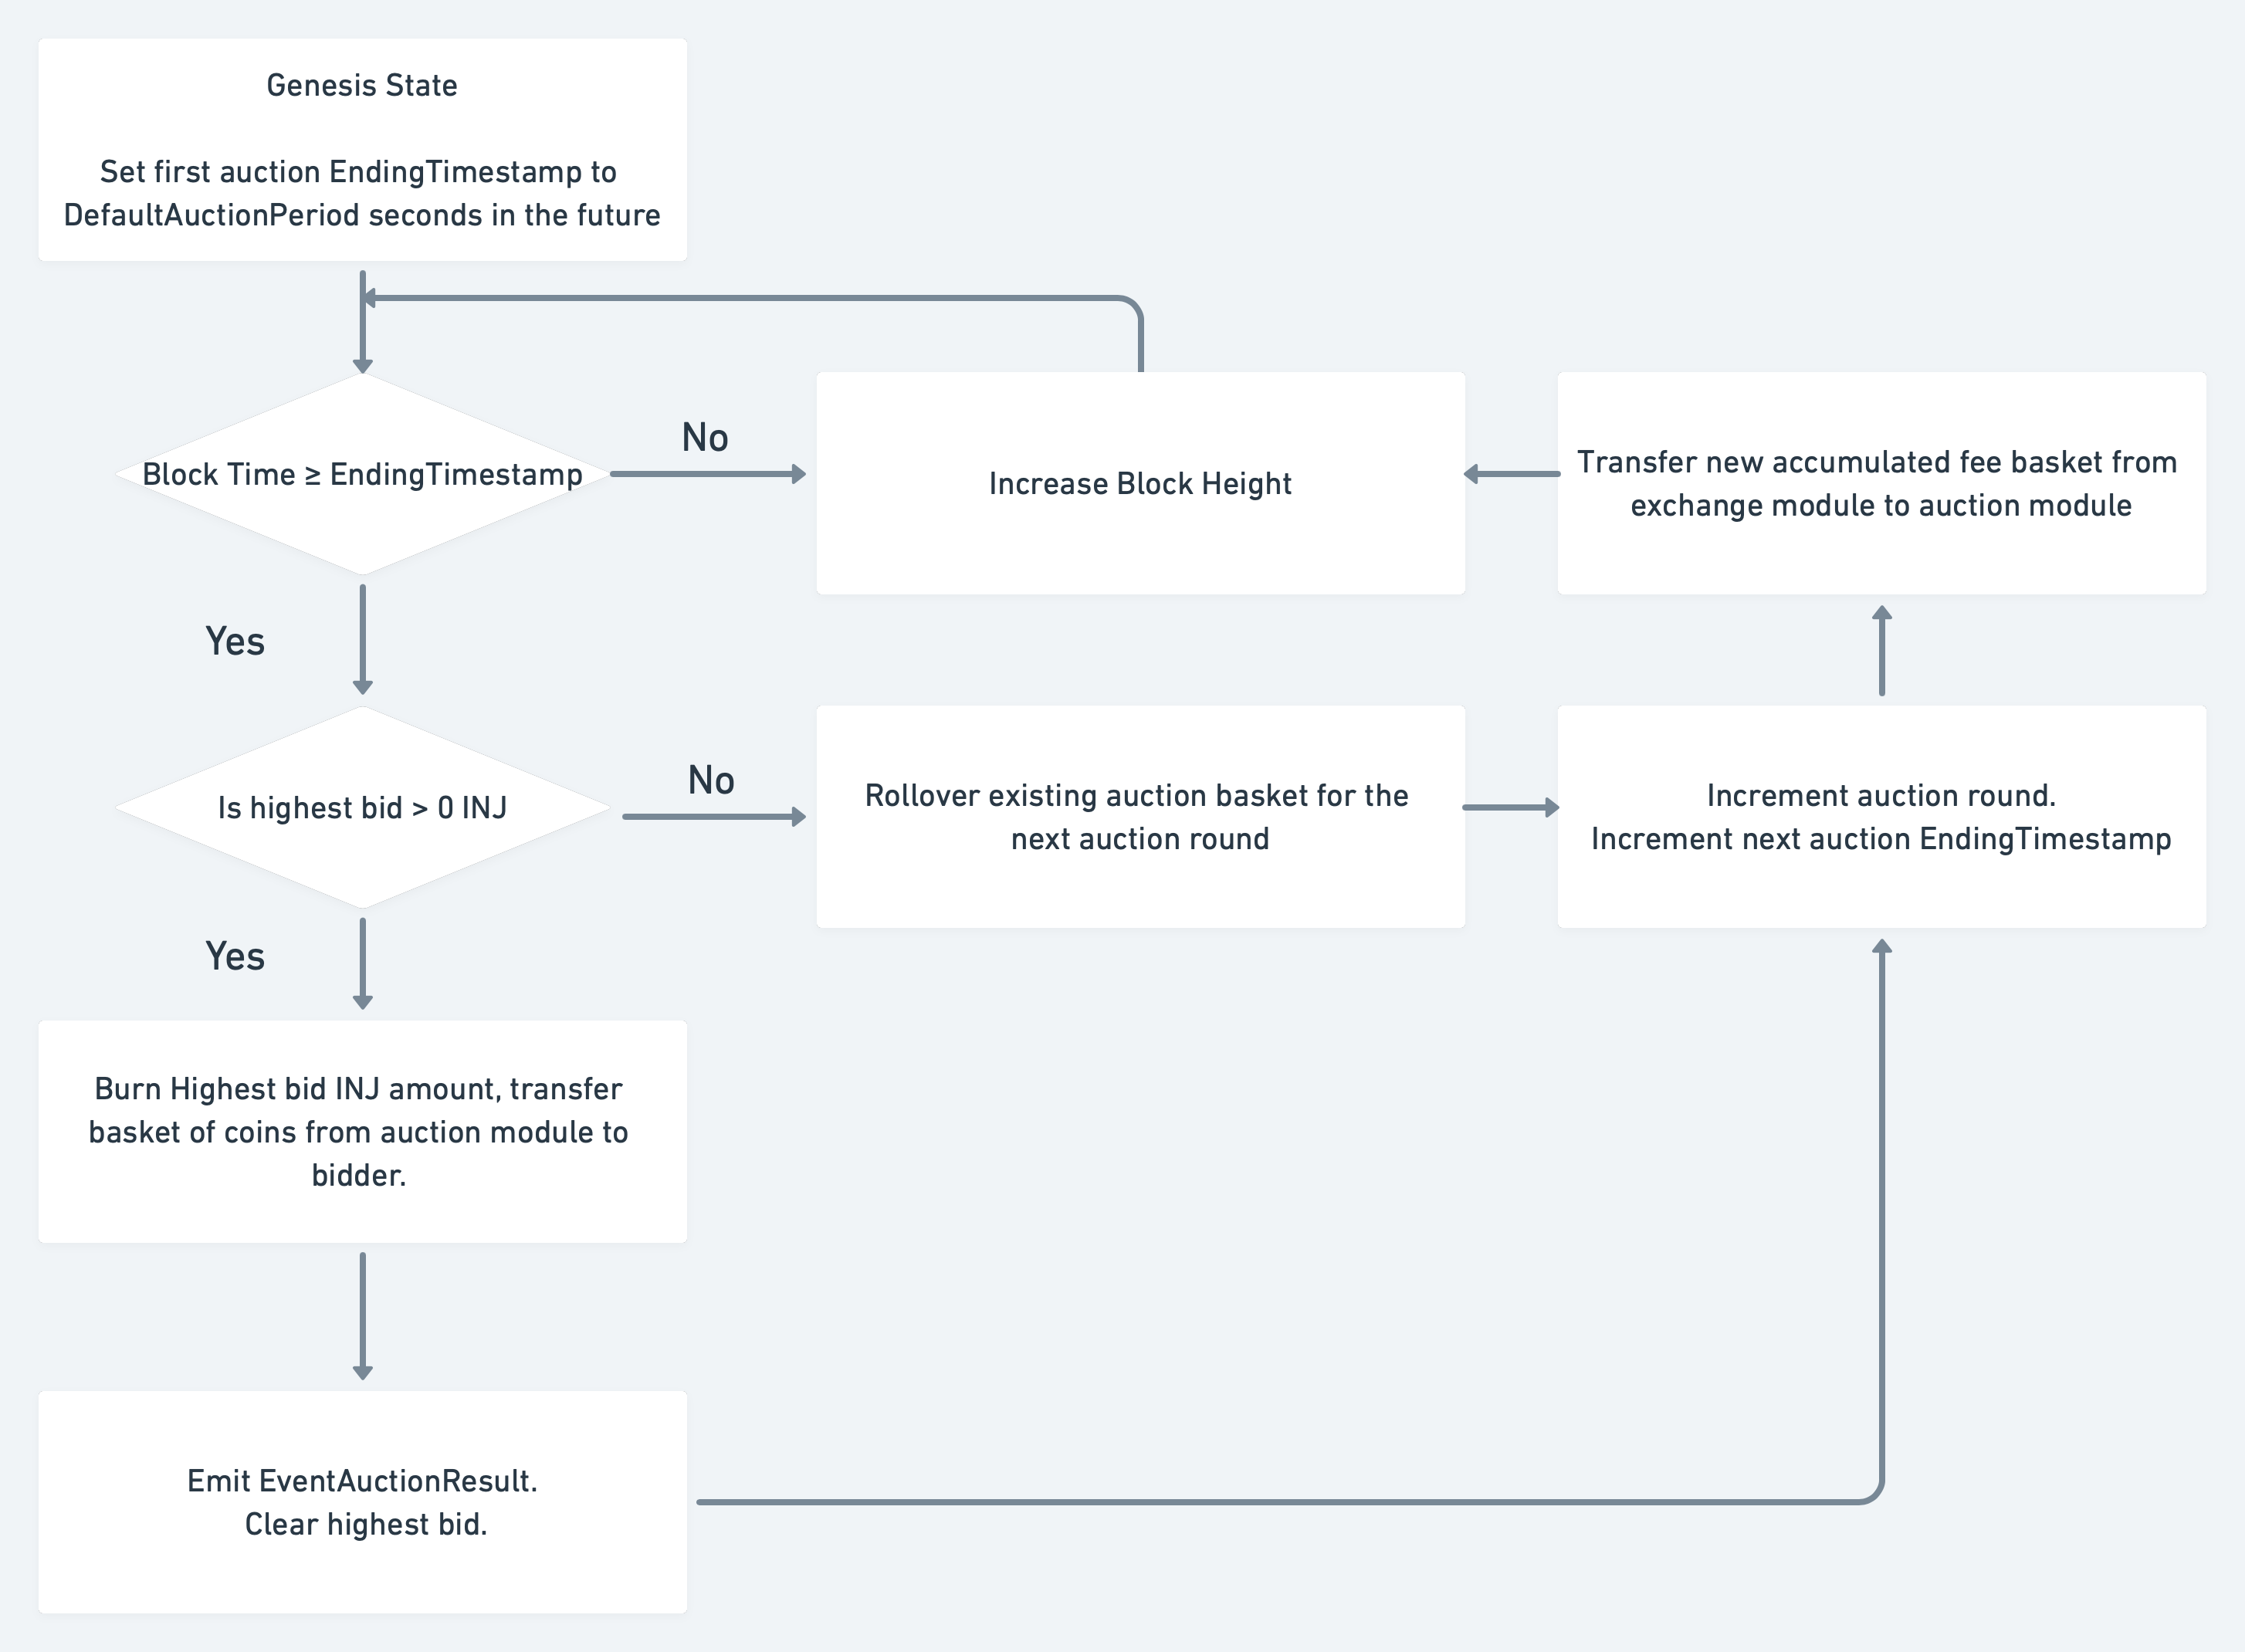 Genesis State
Set first auction EndingTimestamp to
DefaultAuctionPeriod seconds in the future
Block Time ≥ EndingTimestamp
No
Increase Block Height
Transfer new accumulated fee basket from
exchange module to auction module
Yes
Is highest bid > 0 INJ
No
Rollover existing auction basket for the
next auction round
Increment auction round.
Increment next auction EndingTimestamp
Yes
Burn Highest bid INJ amount, transfer
basket of coins from auction module to
bidder.
Emit EventAuctionResult.
Clear highest bid.